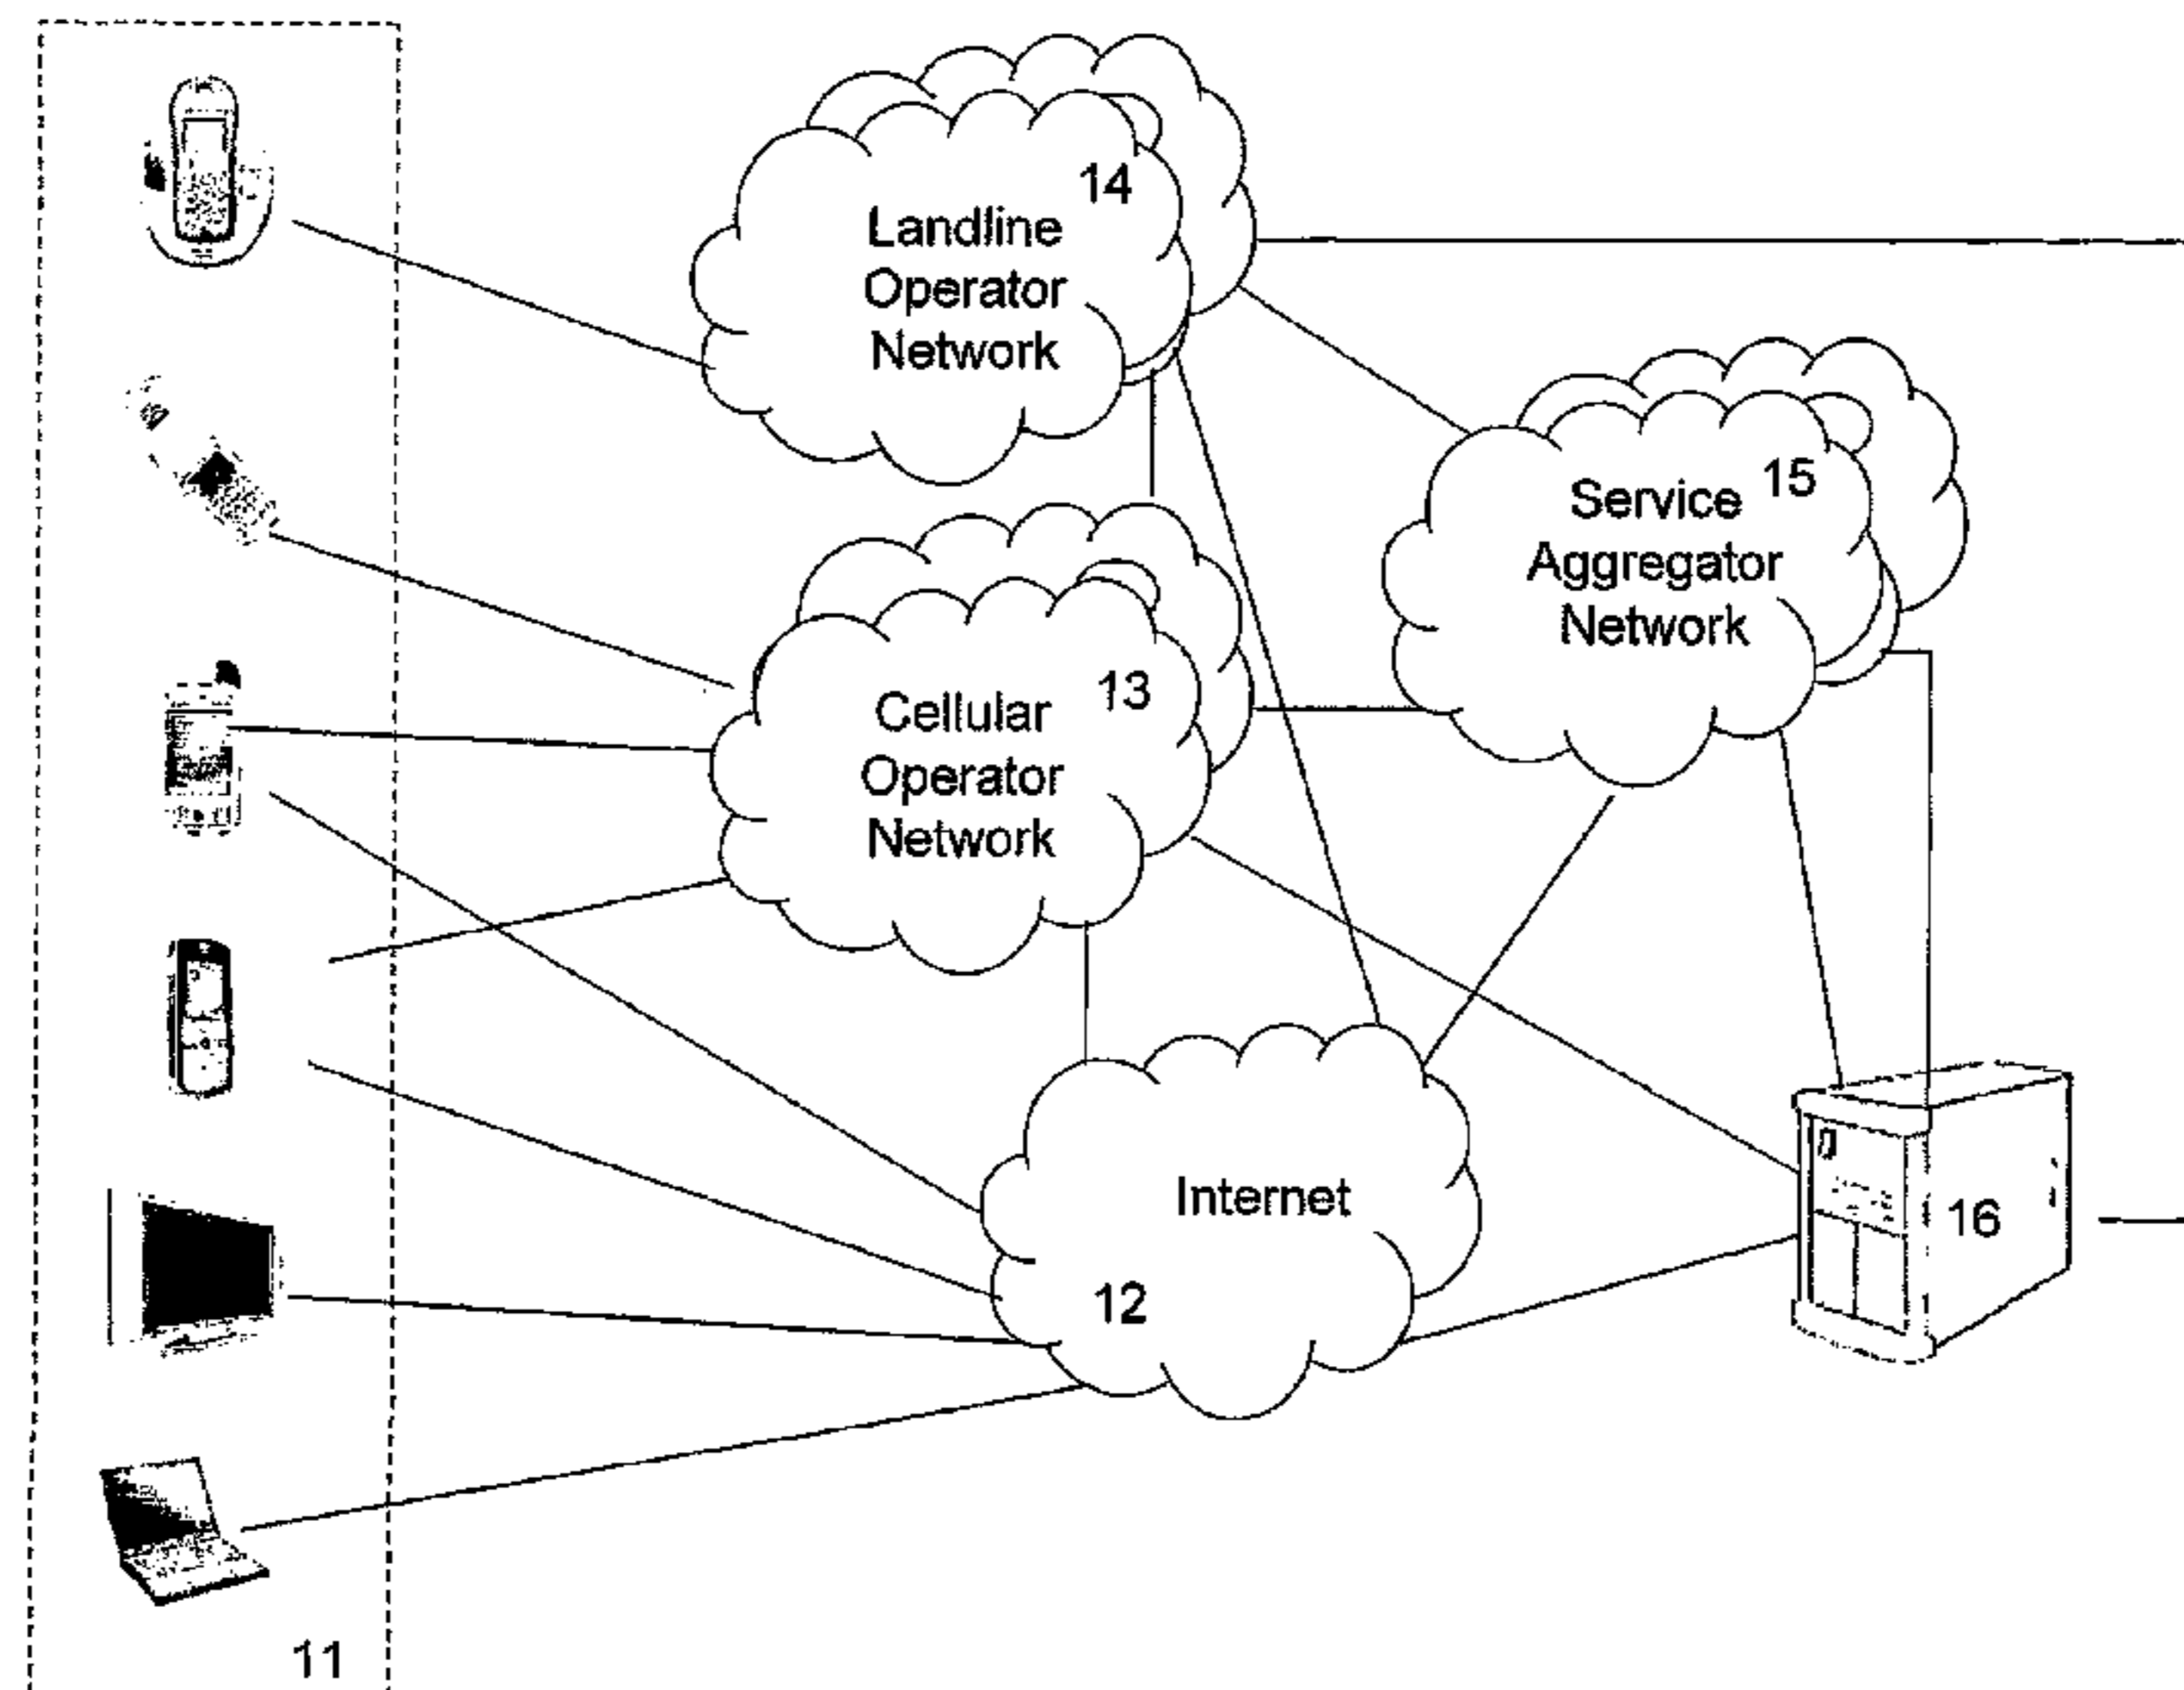 14
Landline
Operator
Network
15
Service
Aggregator
Network
13
Cellular
Operator
Network
Internet
12
16
11